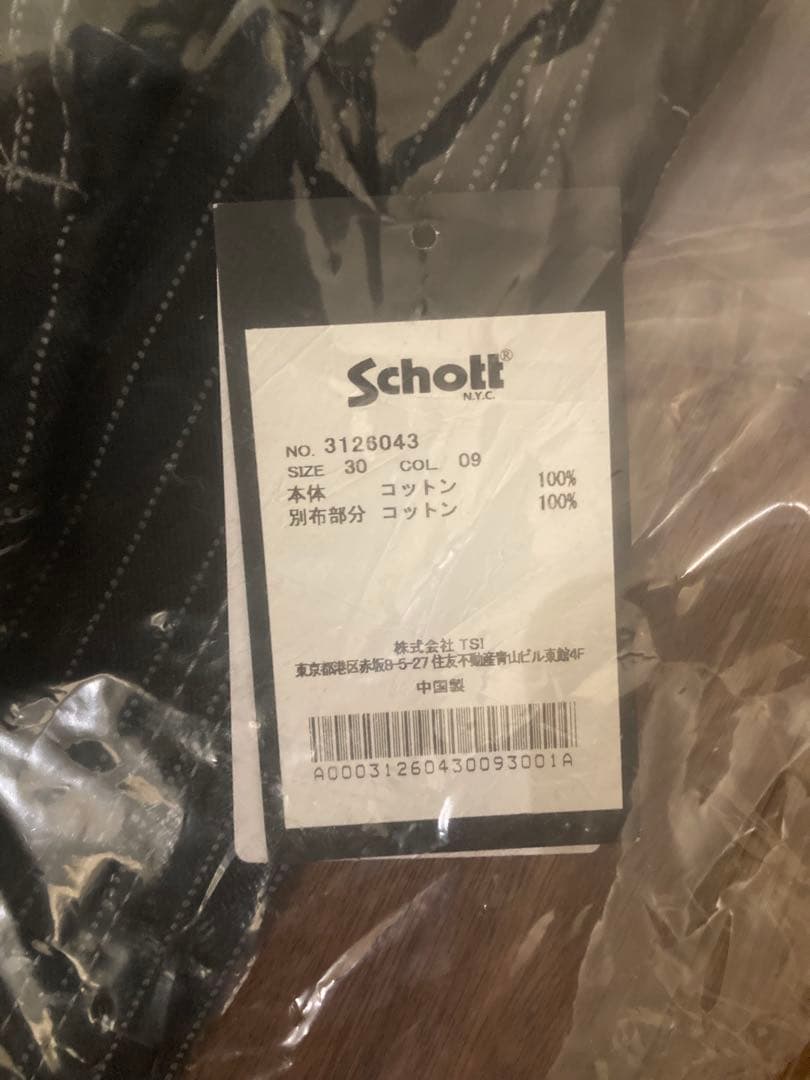 Schott®
N.Y.C.
NO. 3126043
SIZE 30 COL. 09
本体 コットン 100%
別布部分 コットン 100%
株式会社 TSI
東京都港区赤坂8-5-27 住友不動産青山ビル東館4F
中国製
A00031260430093001A